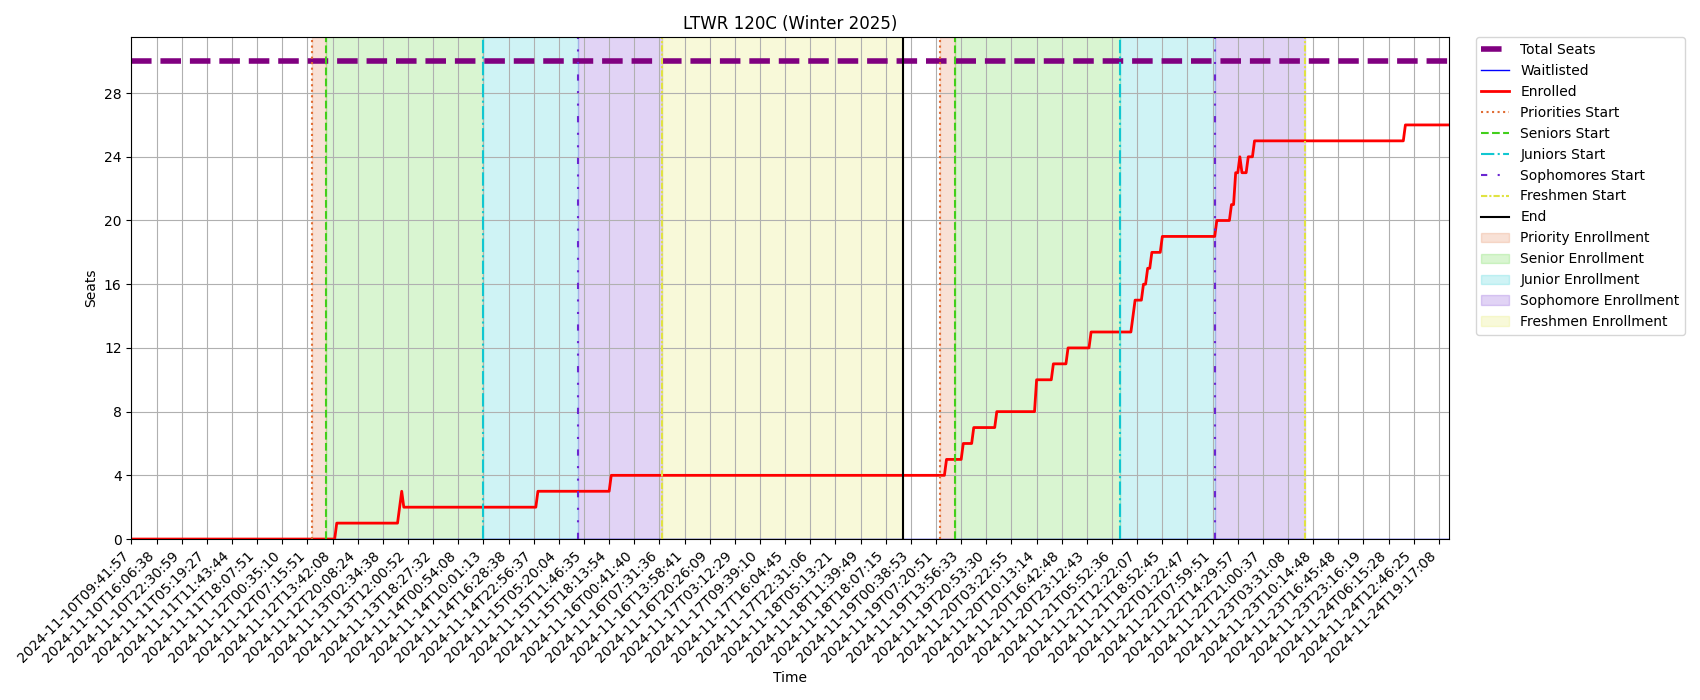 LTWR 120C (Winter 2025)
Seats
28
24
20
16
12
8
4
0
2024-11-10T09:41:57
2024-11-10T16:06:38
2024-11-10T22:30:59
2024-11-11T05:19:27
2024-11-11T11:43:44
2024-11-11T18:07:51
2024-11-12T00:35:10
2024-11-12T07:15:51
2024-11-12T13:42:08
2024-11-12T20:08:24
2024-11-13T02:34:38
2024-11-13T12:00:52
2024-11-13T18:27:32
2024-11-14T00:54:08
2024-11-14T10:01:13
2024-11-14T16:28:38
2024-11-14T22:56:37
2024-11-15T05:20:04
2024-11-15T11:46:35
2024-11-15T18:13:54
2024-11-16T00:41:40
2024-11-16T07:31:36
2024-11-16T13:58:41
2024-11-16T20:26:09
2024-11-17T03:12:29
2024-11-17T09:39:10
2024-11-17T16:04:45
2024-11-17T22:31:06
2024-11-18T05:13:21
2024-11-18T11:39:49
2024-11-18T18:07:15
2024-11-19T00:38:53
2024-11-19T07:20:51
2024-11-19T13:56:33
2024-11-19T20:53:30
2024-11-20T03:22:55
2024-11-20T10:13:14
2024-11-20T16:42:48
2024-11-20T23:12:43
2024-11-21T05:52:36
2024-11-21T12:22:07
2024-11-21T18:52:45
2024-11-22T01:22:47
2024-11-22T07:59:51
2024-11-22T14:29:57
2024-11-22T21:00:37
2024-11-23T03:31:08
2024-11-23T10:14:48
2024-11-23T16:45:48
2024-11-23T23:16:19
2024-11-24T06:15:28
2024-11-24T12:46:25
2024-11-24T19:17:08
Time
Total Seats
Waitlisted
Enrolled
Priorities Start
Seniors Start
Juniors Start
Sophomores Start
Freshmen Start
End
Priority Enrollment
Senior Enrollment
Junior Enrollment
Sophomore Enrollment
Freshmen Enrollment